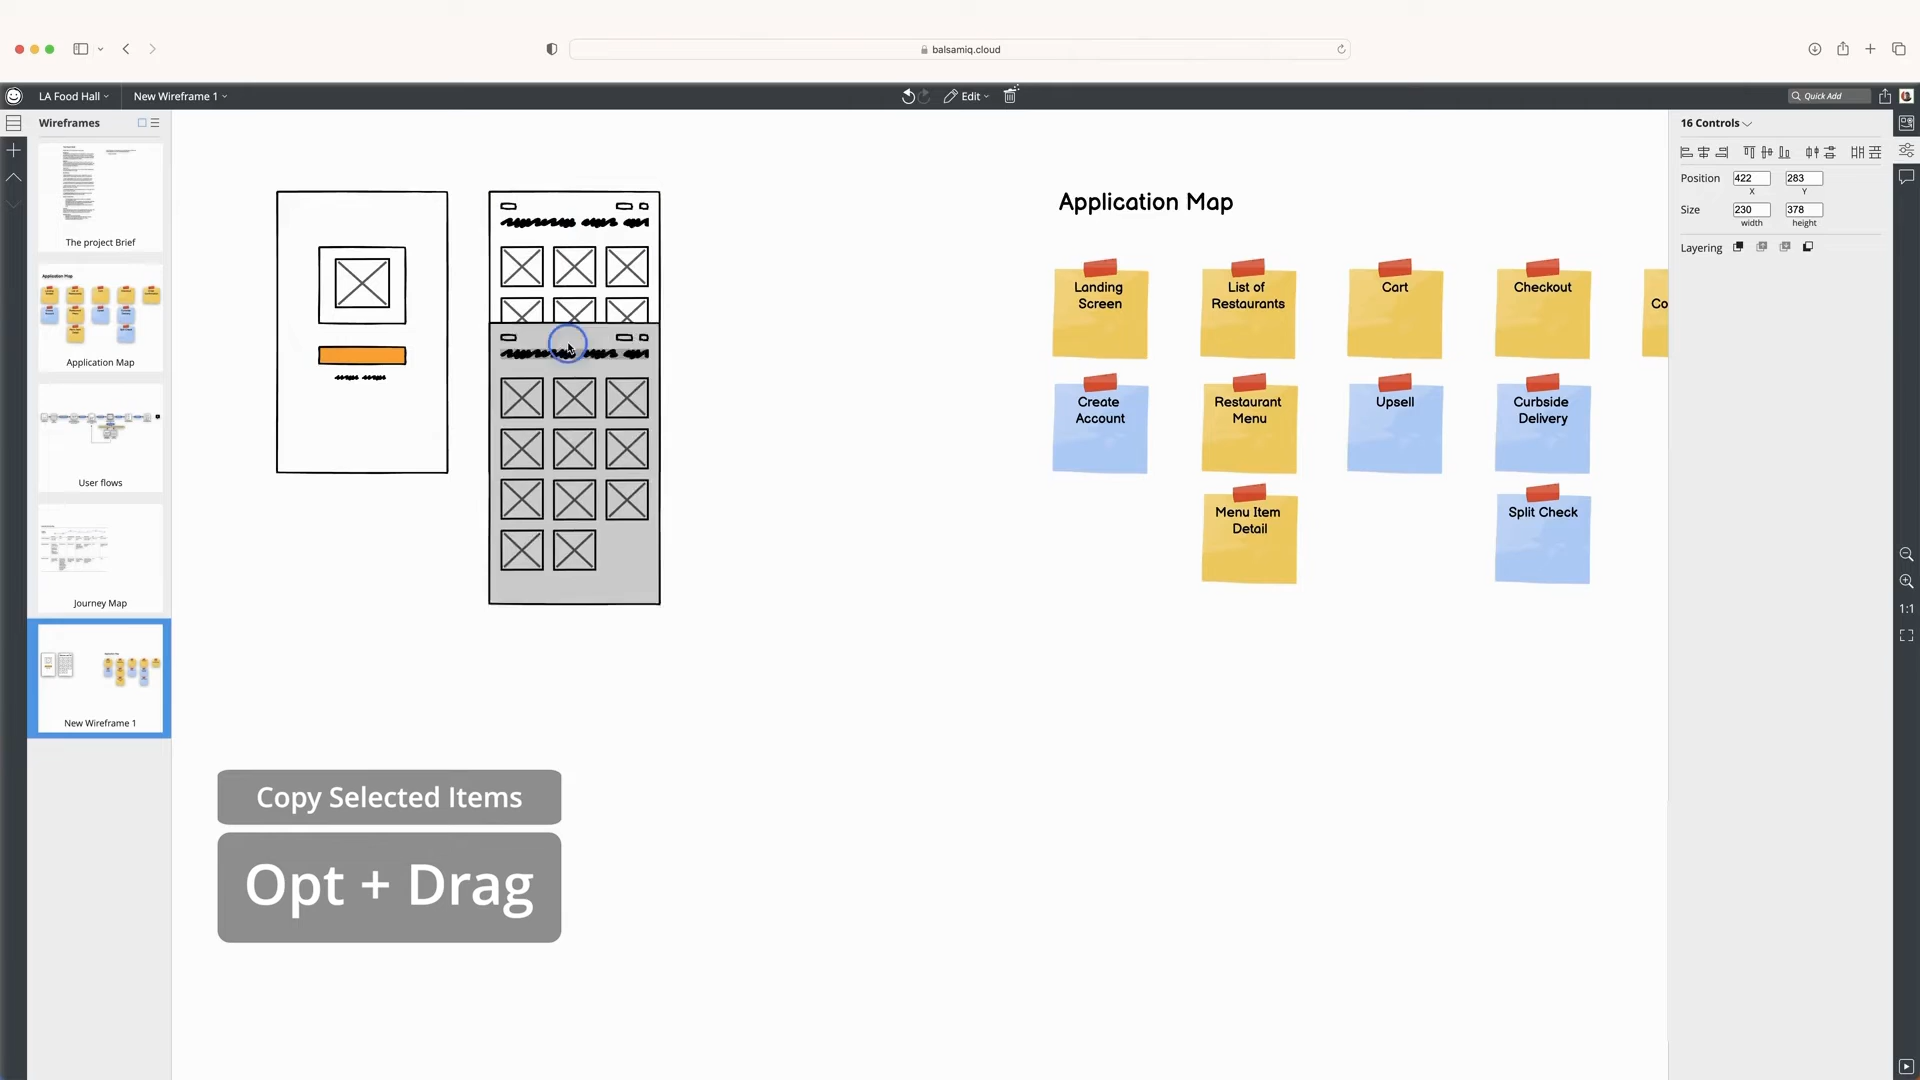 balsamiq.cloud
LA Food Hall
New Wireframe 1
Edit
Quick Add
Wireframes
The project Brief
Application Map
Application Map
User flows
Journey Map
New Wireframe 1
Application Map
Landing
Screen
List of
Restaurants
Cart
Checkout
Co
Create
Account
Restaurant
Menu
Upsell
Curbside
Delivery
Menu Item
Detail
Split Check
Copy Selected Items
Opt + Drag
16 Controls
Position
422
283
X
Y
Size
230
378
width
height
Layering
1:1